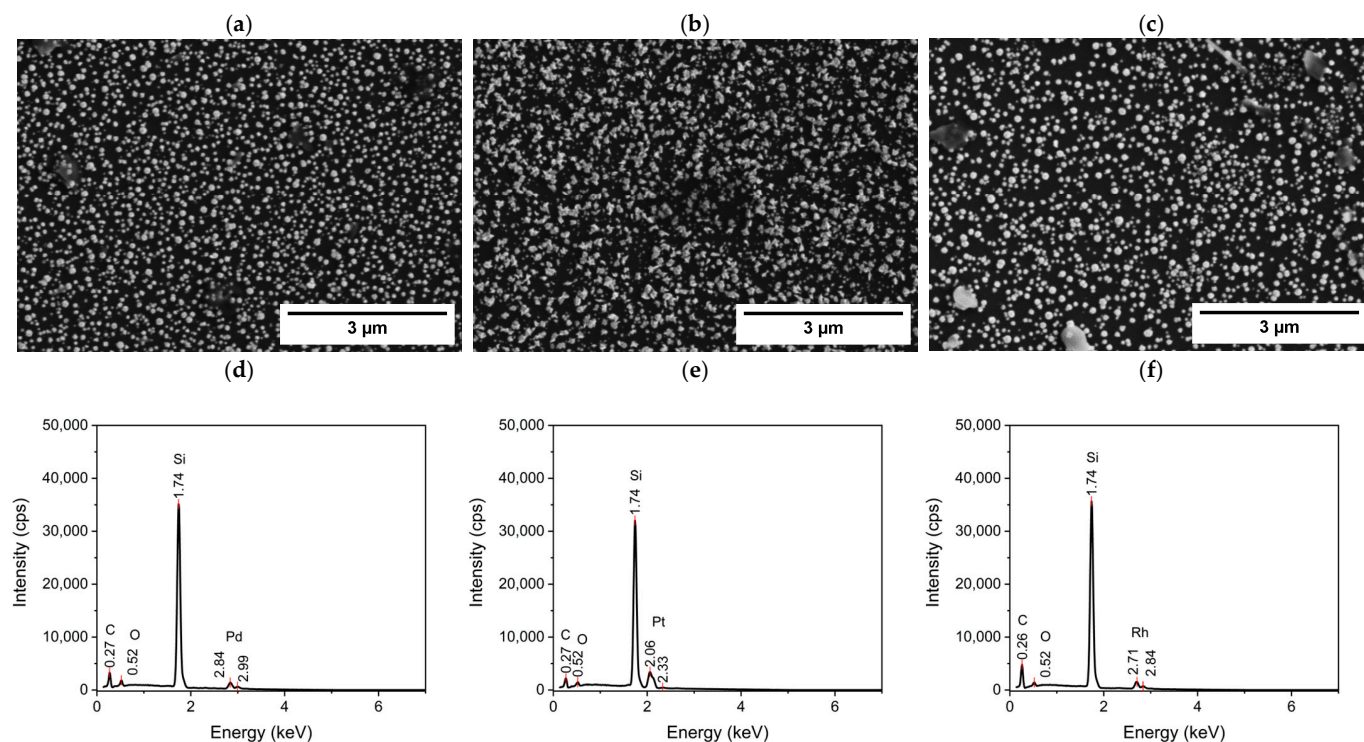 (a) (b) (c)
3 µm 3 µm 3 µm
(d) (e) (f)
50,000
40,000
30,000
20,000
10,000
0
Intensity (cps)
Si
1.74
C
0.27
O
0.52
Pd
2.84
2.99
0 2 4 6
Energy (keV)
50,000
40,000
30,000
20,000
10,000
0
Intensity (cps)
Si
1.74
C
0.27
O
0.52
Pt
2.06
2.33
0 2 4 6
Energy (keV)
50,000
40,000
30,000
20,000
10,000
0
Intensity (cps)
Si
1.74
C
0.26
O
0.52
Rh
2.71
2.84
0 2 4 6
Energy (keV)